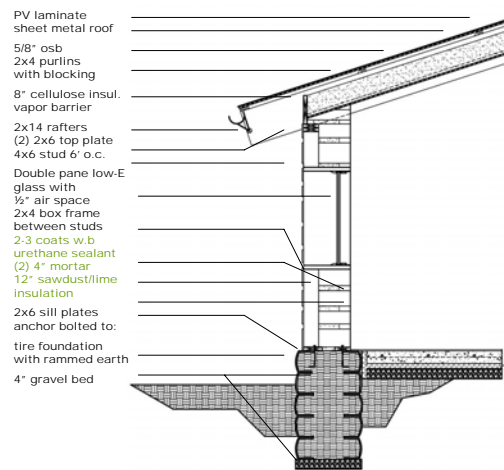 PV laminate
sheet metal roof
5/8" osb
2x4 purlins
with blocking
8" cellulose insul.
vapor barrier
2x14 rafters
(2) 2x6 top plate
4x6 stud 6' o.c.
Double pane low-E
glass with
½" air space
2x4 box frame
between studs
2-3 coats w.b
urethane sealant
(2) 4" mortar
12" sawdust/lime
insulation
2x6 sill plates
anchor bolted to:
tire foundation
with rammed earth
4" gravel bed